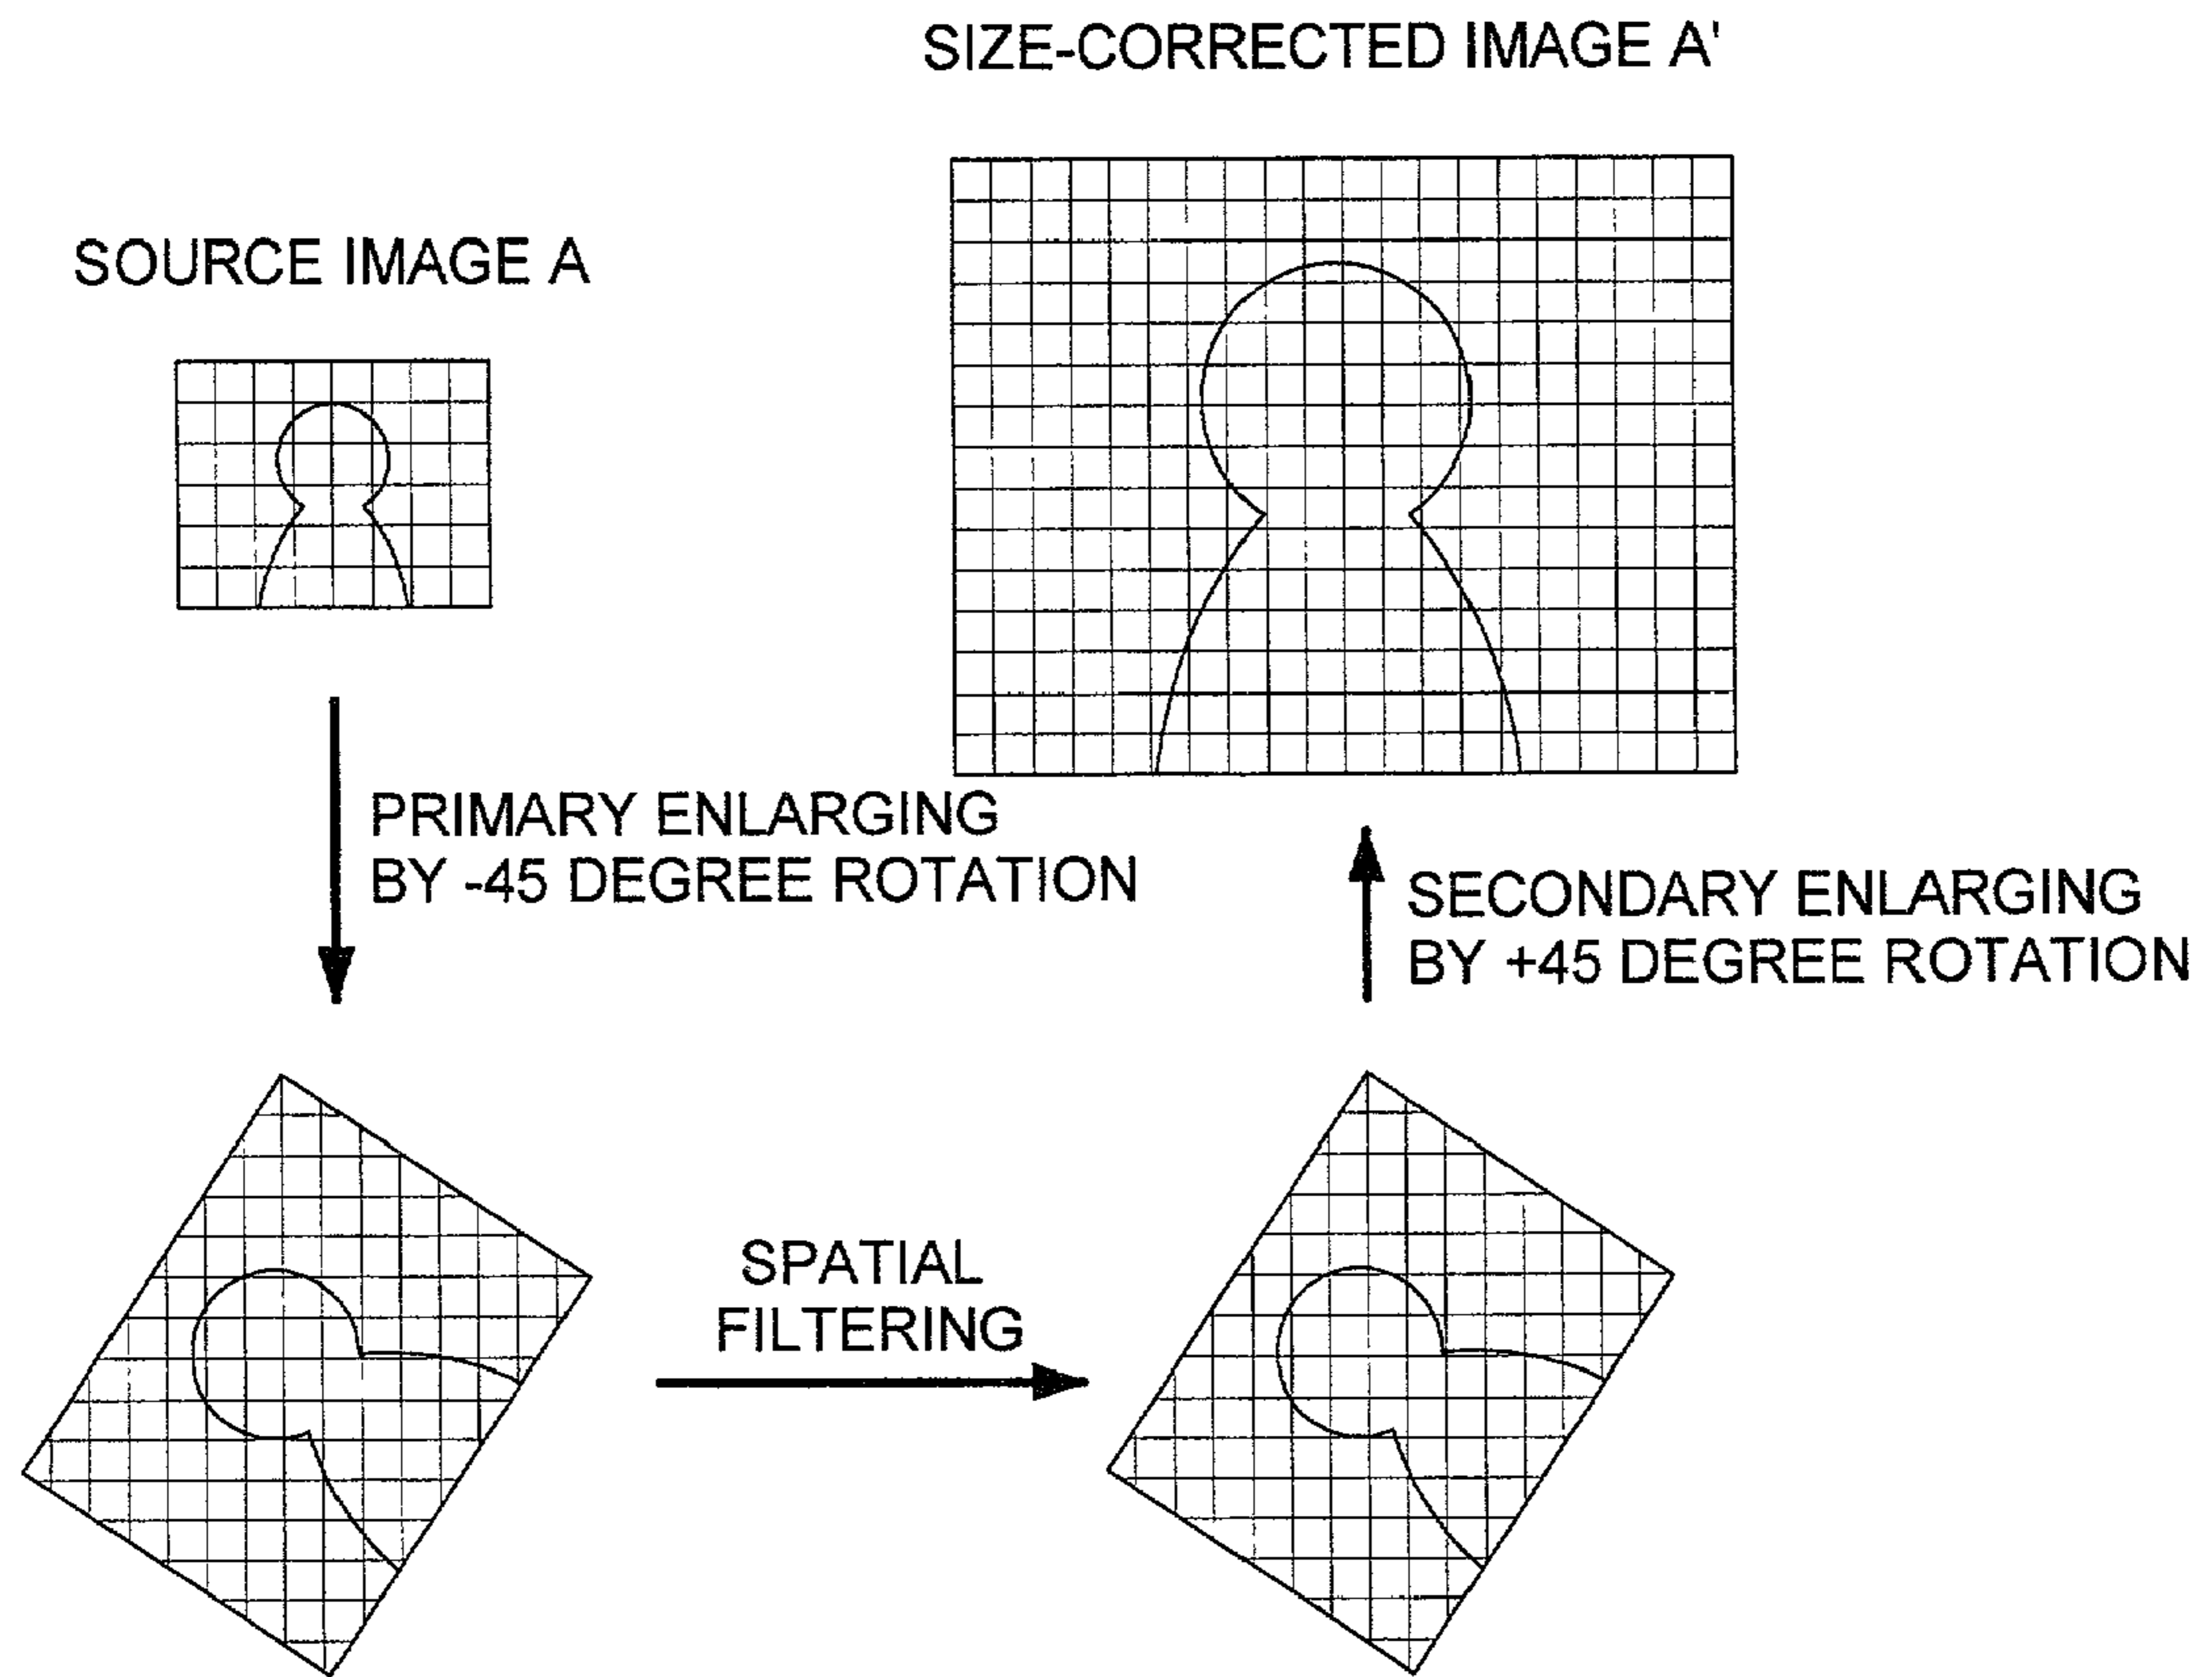 SIZE-CORRECTED IMAGE A'
SOURCE IMAGE A
PRIMARY ENLARGING
BY -45 DEGREE ROTATION
SECONDARY ENLARGING
BY +45 DEGREE ROTATION
SPATIAL
FILTERING